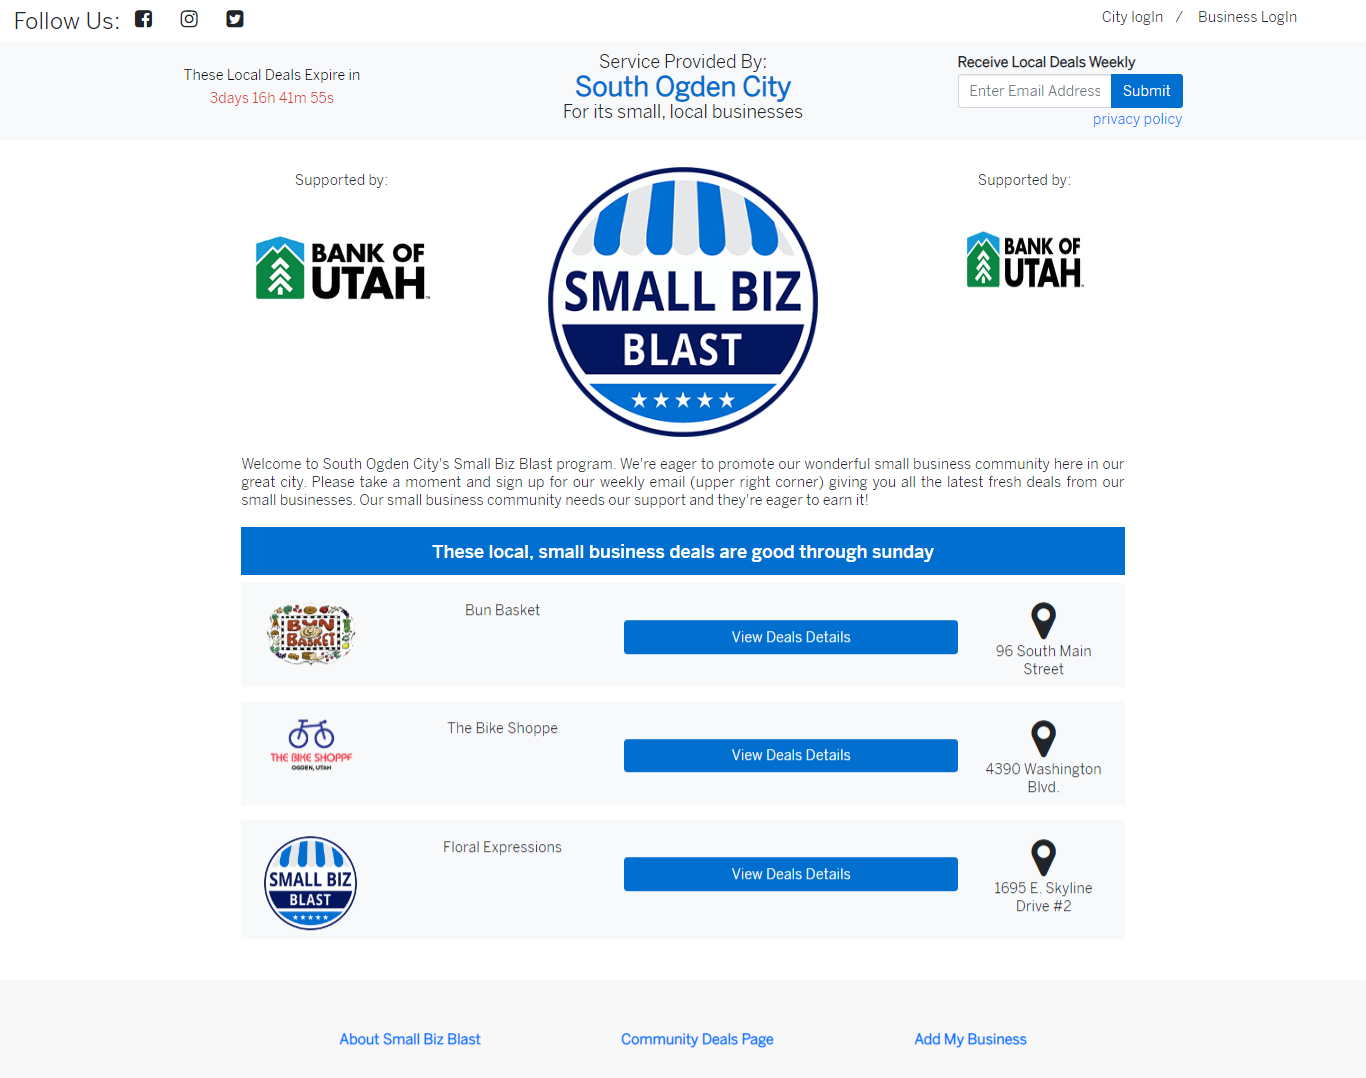 Follow Us:
City logIn / Business LogIn
These Local Deals Expire in
3days 16h 41m 55s
Service Provided By:
South Ogden City
For its small, local businesses
Receive Local Deals Weekly
Enter Email Address
Submit
privacy policy
Supported by:
BANK OF
UTAH
SMALL BIZ
BLAST
Supported by:
BANK OF
UTAH
Welcome to South Ogden City's Small Biz Blast program. We're eager to promote our wonderful small business community here in our
great city. Please take a moment and sign up for our weekly email (upper right corner) giving you all the latest fresh deals from our
small businesses. Our small business community needs our support and they're eager to earn it!
These local, small business deals are good through sunday
BUN
BASKET
Bun Basket
View Deals Details
96 South Main
Street
THE BIKE SHOPPE
OGDEN, UTAH
The Bike Shoppe
View Deals Details
4390 Washington
Blvd.
SMALL BIZ
BLAST
Floral Expressions
View Deals Details
1695 E. Skyline
Drive #2
About Small Biz Blast
Community Deals Page
Add My Business